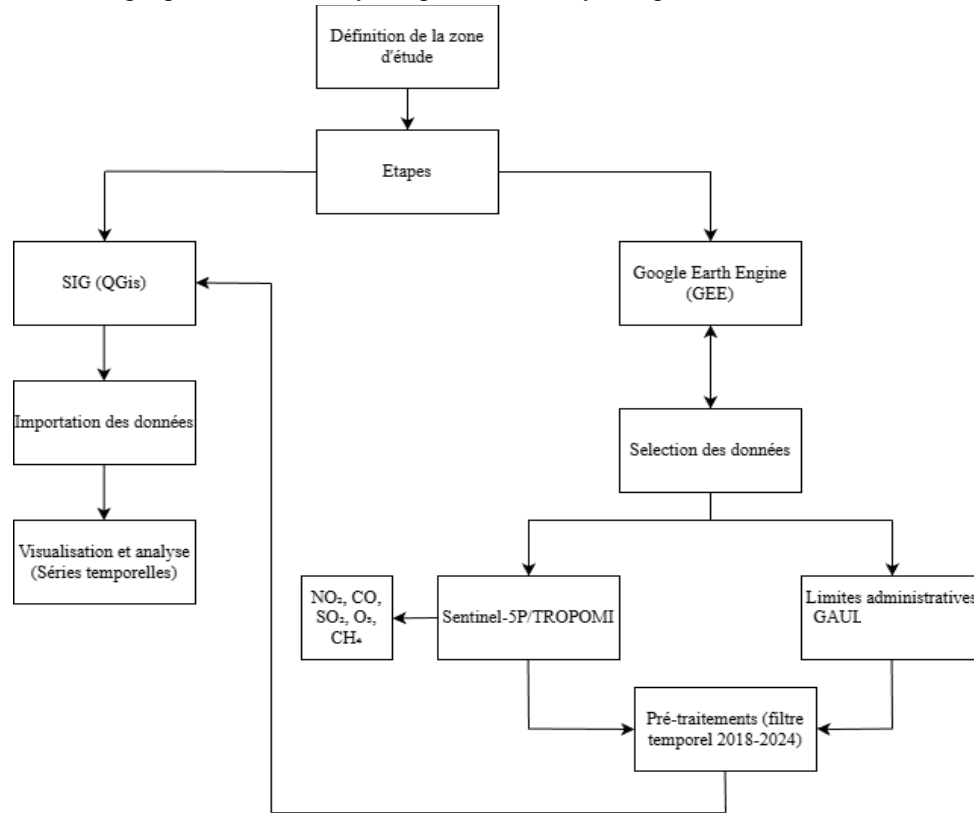 Définition de la zone
d'étude
Etapes
SIG (QGis)
Google Earth Engine
(GEE)
Importation des données
Selection des données
Visualisation et analyse
(Séries temporelles)
NO₂, CO,
SO₂, O₃,
CH₄
Sentinel-5P/TROPOMI
Limites administratives
GAUL
Pré-traitements (filtre
temporel 2018-2024)